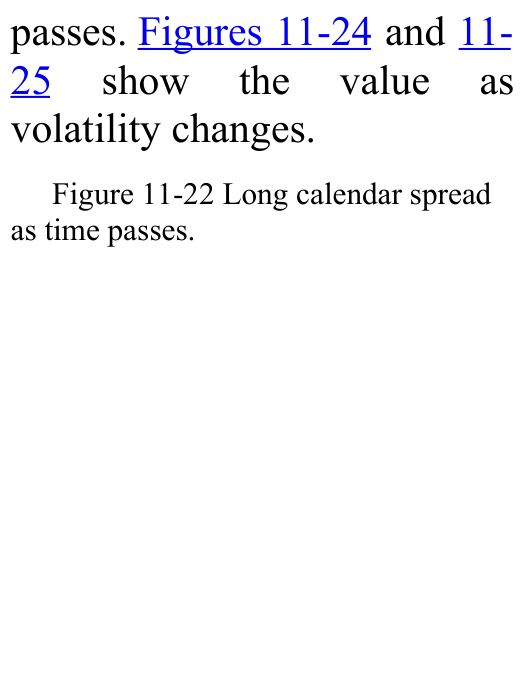 passes. Figures 11-24 and 11-
25 show the value as
volatility changes.
Figure 11-22 Long calendar spread
as time passes.